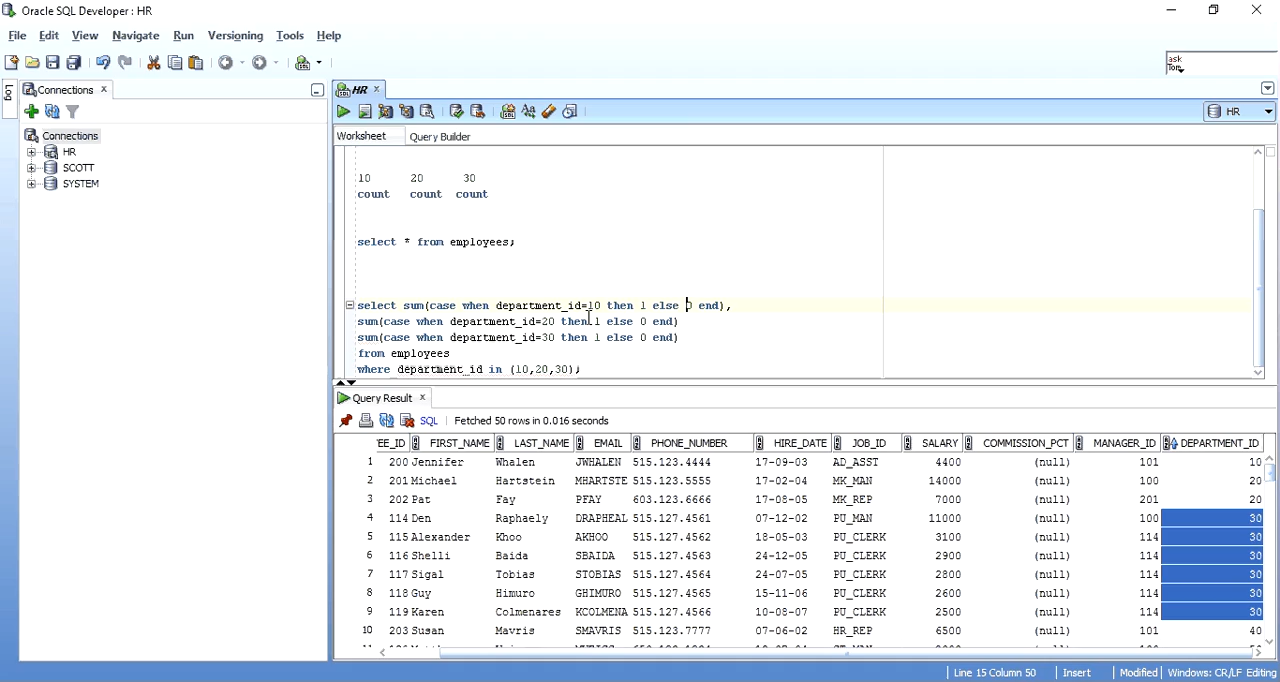 Oracle SQL Developer : HR
File Edit View Navigate Run Versioning Tools Help
ask
Tom
Log
Connections
HR
HR
Connections
HR
SCOTT
SYSTEM
Worksheet Query Builder
10 20 30
count count count
select * from employees;
select sum(case when department_id=10 then 1 else 0 end),
sum(case when department_id=20 then 1 else 0 end)
sum(case when department_id=30 then 1 else 0 end)
from employees
where department_id in (10,20,30);
Query Result
SQL | Fetched 50 rows in 0.016 seconds
EE_ID FIRST_NAME LAST_NAME EMAIL PHONE_NUMBER HIRE_DATE JOB_ID SALARY COMMISSION_PCT MANAGER_ID DEPARTMENT_ID
1 200 Jennifer Whalen JWHALEN 515.123.4444 17-09-03 AD_ASST 4400 (null) 101 10
2 201 Michael Hartstein MHARTSTE 515.123.5555 17-02-04 MK_MAN 14000 (null) 100 20
3 202 Pat Fay PFAY 603.123.6666 17-08-05 MK_REP 7000 (null) 201 20
4 114 Den Raphaely DRAPHEAL 515.127.4561 07-12-02 PU_MAN 11000 (null) 100 30
5 115 Alexander Khoo AKHOO 515.127.4562 18-05-03 PU_CLERK 3100 (null) 114 30
6 116 Shelli Baida SBAIDA 515.127.4563 24-12-05 PU_CLERK 2900 (null) 114 30
7 117 Sigal Tobias STOBIAS 515.127.4564 24-07-05 PU_CLERK 2800 (null) 114 30
8 118 Guy Himuro GHIMURO 515.127.4565 15-11-06 PU_CLERK 2600 (null) 114 30
9 119 Karen Colmenares KCOLMENA 515.127.4566 10-08-07 PU_CLERK 2500 (null) 114 30
10 203 Susan Mavris SMAVRIS 515.123.7777 07-06-02 HR_REP 6500 (null) 101 40
Line 15 Column 50 | Insert | Modified | Windows: CR/LF Editing